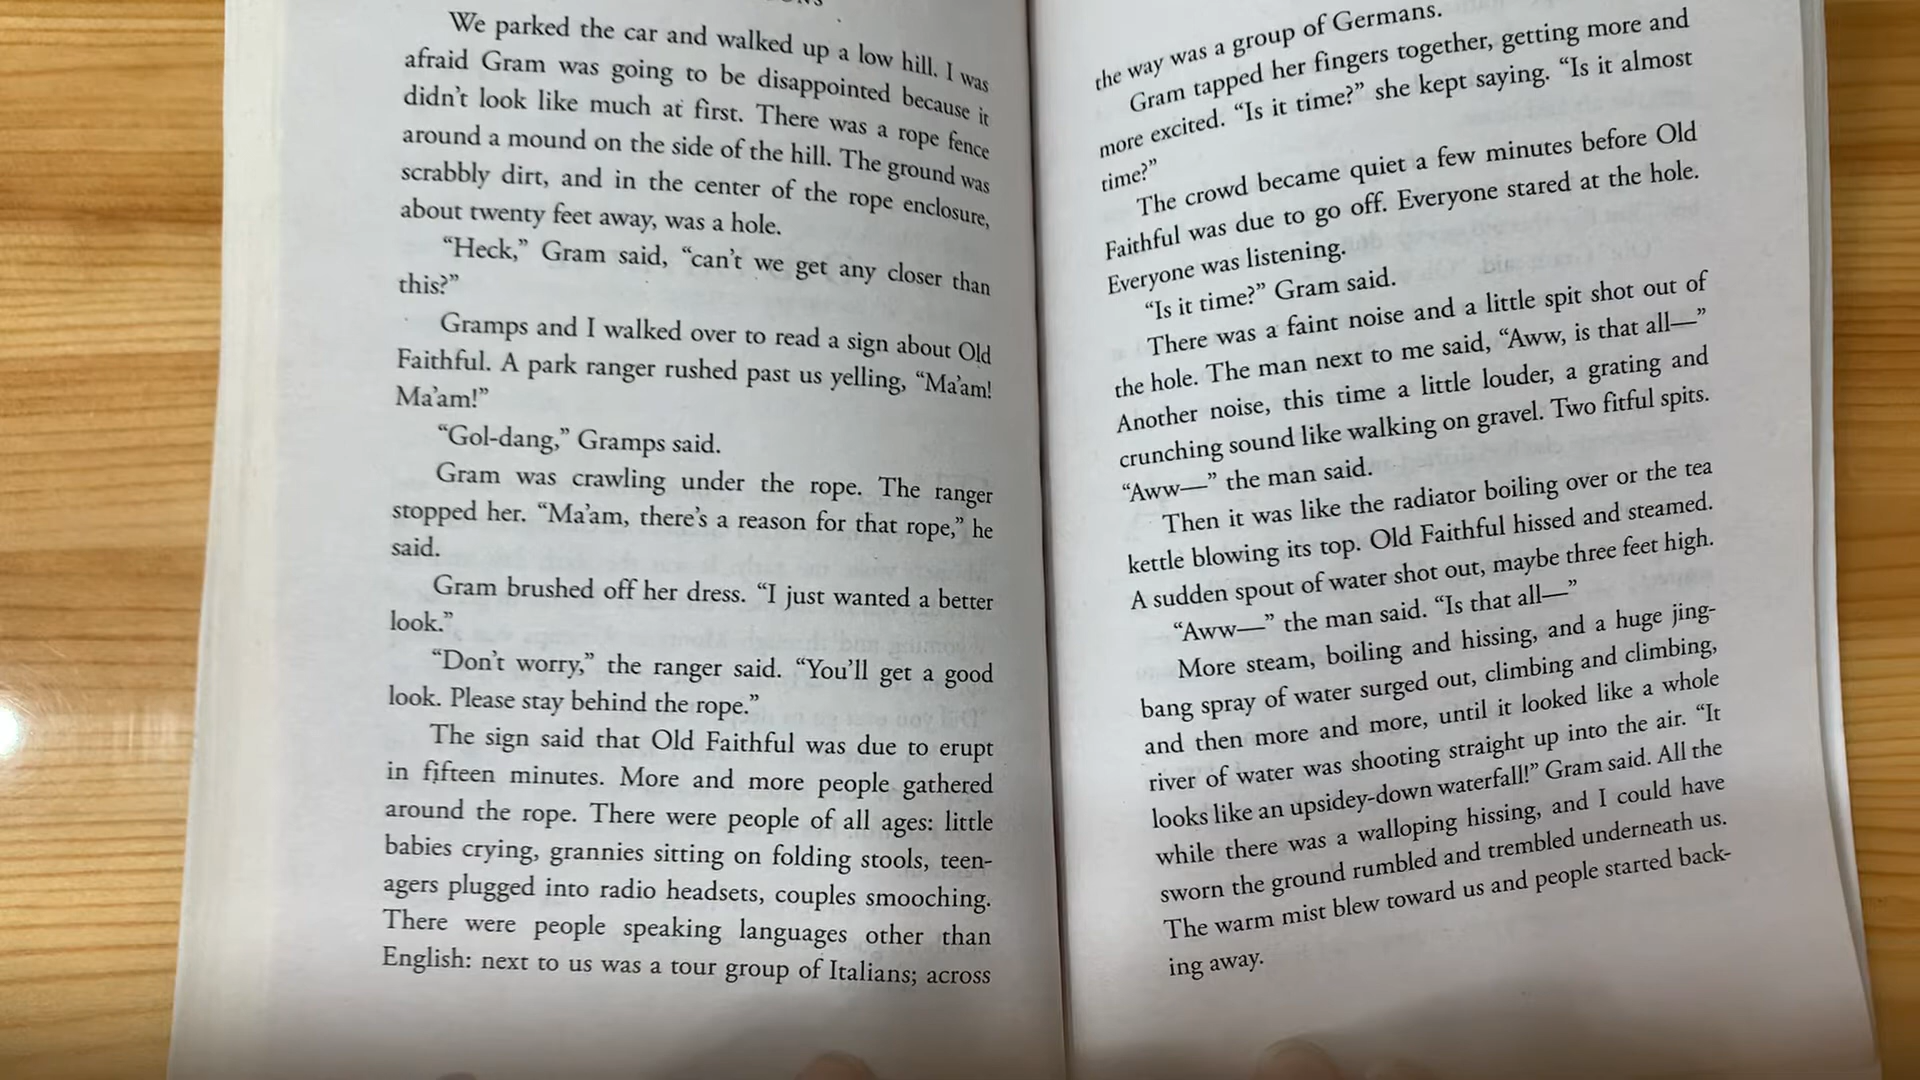 We parked the car and walked up a low hill. I was
afraid Gram was going to be disappointed because it
didn't look like much at first. There was a rope fence
around a mound on the side of the hill. The ground was
scrabbly dirt, and in the center of the rope enclosure,
about twenty feet away, was a hole.
“Heck,” Gram said, “can't we get any closer than
this?”
Gramps and I walked over to read a sign about Old
Faithful. A park ranger rushed past us yelling, “Ma'am!
Ma'am!”
“Gol-dang,” Gramps said.
Gram was crawling under the rope. The ranger
stopped her. “Ma'am, there's a reason for that rope,” he
said.
Gram brushed off her dress. “I just wanted a better
look.”
“Don't worry,” the ranger said. “You'll get a good
look. Please stay behind the rope.”
The sign said that Old Faithful was due to erupt
in fifteen minutes. More and more people gathered
around the rope. There were people of all ages: little
babies crying, grannies sitting on folding stools, teen-
agers plugged into radio headsets, couples smooching.
There were people speaking languages other than
English: next to us was a tour group of Italians; across
the way was a group of Germans.
Gram tapped her fingers together, getting more and
more excited. “Is it time?” she kept saying. “Is it almost
time?”
The crowd became quiet a few minutes before Old
Faithful was due to go off. Everyone stared at the hole.
Everyone was listening.
“Is it time?” Gram said.
There was a faint noise and a little spit shot out of
the hole. The man next to me said, “Aww, is that all—”
Another noise, this time a little louder, a grating and
crunching sound like walking on gravel. Two fitful spits.
“Aww—” the man said.
Then it was like the radiator boiling over or the tea
kettle blowing its top. Old Faithful hissed and steamed.
A sudden spout of water shot out, maybe three feet high.
“Aww—” the man said. “Is that all—”
More steam, boiling and hissing, and a huge jing-
bang spray of water surged out, climbing and climbing,
and then more and more, until it looked like a whole
river of water was shooting straight up into the air. “It
looks like an upsidey-down waterfall!” Gram said. All the
while there was a walloping hissing, and I could have
sworn the ground rumbled and trembled underneath us.
The warm mist blew toward us and people started back-
ing away.